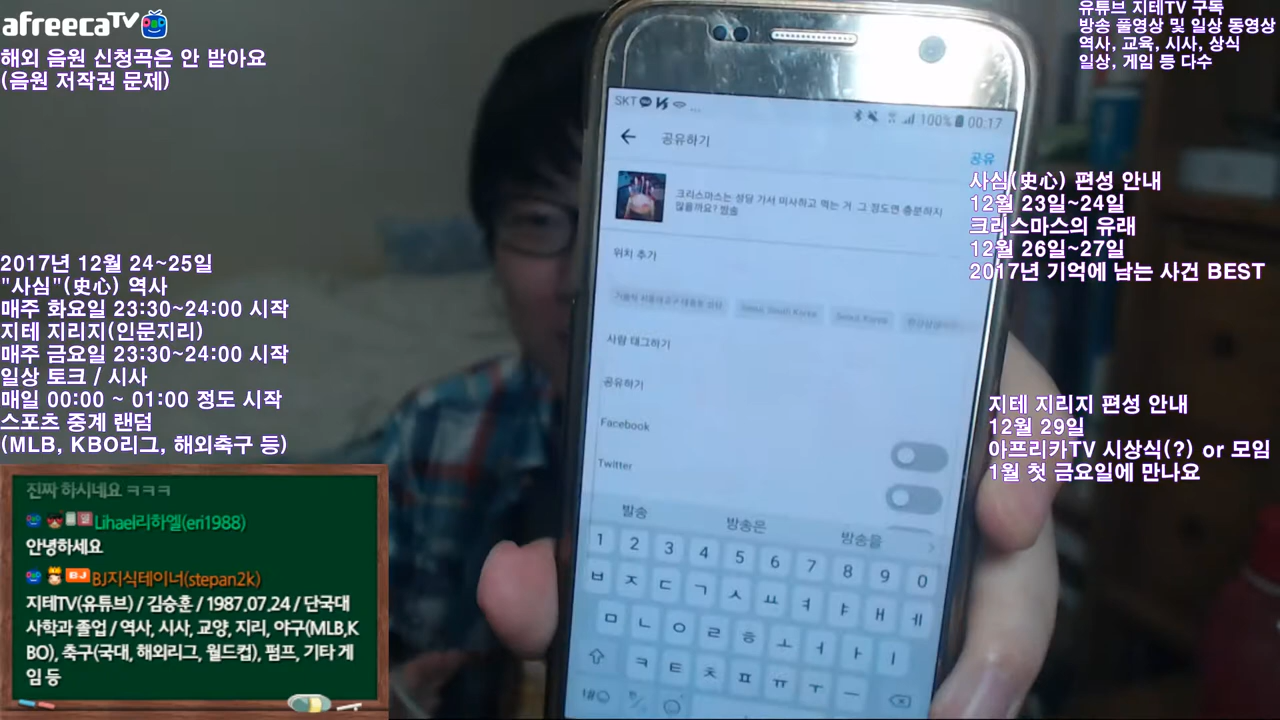 afreecaTV
해외 음원 신청곡은 안 받아요
(음원 저작권 문제)
유튜브 지테TV 구독
방송 풀영상 및 일상 동영상
역사, 교육, 시사, 상식
일상, 게임 등 다수
SKT
100% 00:17
공유하기
공유
크리스마스는 성당 가서 미사하고 먹는 거 그 정도면 충분하지
않을까요? 방송
위치 추가
Seoul, South Korea
Seoul, Korea
사람 태그하기
공유하기
Facebook
Twitter
발송 방송은 방송을
1 2 3 4 5 6 7 8 9 0
ㅂ ㅈ ㄷ ㄱ ㅅ ㅛ ㅕ ㅑ ㅐ ㅔ
ㅁ ㄴ ㅇ ㄹ ㅎ ㅗ ㅓ ㅏ ㅣ
ㅋ ㅌ ㅊ ㅍ ㅠ ㅜ ㅡ
사심(史心) 편성 안내
12월 23일~24일
크리스마스의 유래
12월 26일~27일
2017년 기억에 남는 사건 BEST
2017년 12월 24~25일
"사심"(史心) 역사
매주 화요일 23:30~24:00 시작
지테 지리지(인문지리)
매주 금요일 23:30~24:00 시작
일상 토크 / 시사
매일 00:00 ~ 01:00 정도 시작
스포츠 중계 랜덤
(MLB, KBO리그, 해외축구 등)
지테 지리지 편성 안내
12월 29일
아프리카TV 시상식(?) or 모임
1월 첫 금요일에 만나요
진짜 하시네요 ㅋㅋㅋ
Lihael리하엘(eri1988)
안녕하세요
BJ BJ지식테이너(stepan2k)
지테TV(유튜브) / 김승훈 / 1987.07.24 / 단국대
사학과 졸업 / 역사, 시사, 교양, 지리, 야구(MLB,K
BO), 축구(국대, 해외리그, 월드컵), 펌프, 기타 게
임 등